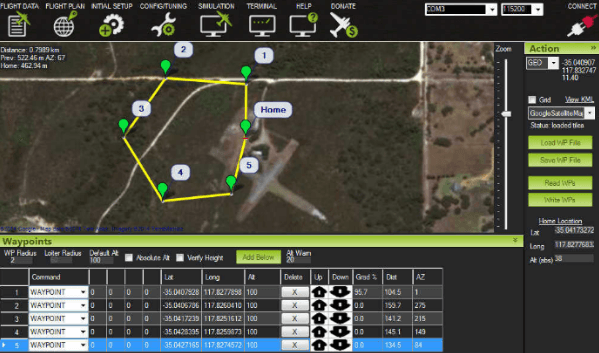 FLIGHT DATA FLIGHT PLAN INITIAL SETUP CONFIG/TUNING SIMULATION TERMINAL HELP DONATE COM3 115200 CONNECT
Distance: 0.7989 km
Prev: 522.46 m AZ: 67
Home: 462.94 m
2
1
3
Home
4
5
Zoom
Action »
GEO -35.040907
117.832747
11.40
Grid View KML
GoogleSatelliteMap
Status: loaded tiles
Load WP File
Save WP File
Read WPs
Write WPs
Home Location
Lat -35.04173272
Long 117.8277683
Alt (abs) 38
Waypoints
WP Radius Loiter Radius Default Alt Absolute Alt Verify Height Add Below Alt Warn
2 100 20
Command Lat Long Alt Delete Up Down Grad % Dist AZ
1 WAYPOINT 0 0 0 0 -35.0407928 117.8277898 100 X 95.7 104.5 1
2 WAYPOINT 0 0 0 0 -35.0406706 117.8260410 100 X 0.0 159.7 275
3 WAYPOINT 0 0 0 0 -35.0417239 117.8251612 100 X 0.0 141.2 215
4 WAYPOINT 0 0 0 0 -35.0428395 117.8259873 100 X 0.0 145.1 149
5 WAYPOINT 0 0 0 0 -35.0427165 117.8274572 100 X 0.0 134.5 84